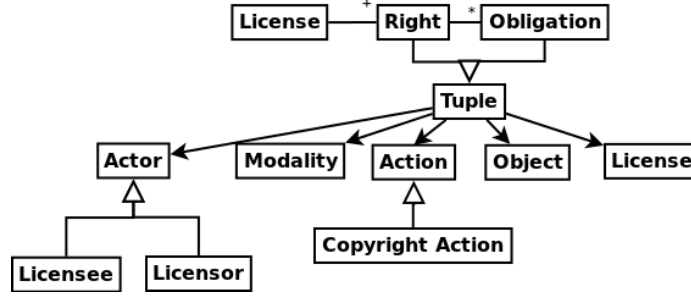 +
*
License
Right
Obligation
Tuple
Actor
Modality
Action
Object
License
Copyright Action
Licensee
Licensor